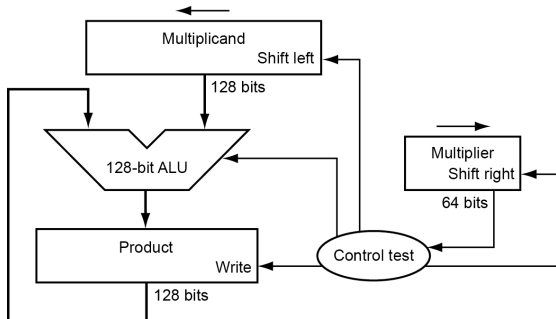 Multiplicand
Shift left
128 bits
128-bit ALU
Multiplier
Shift right
64 bits
Product
Write
Control test
128 bits